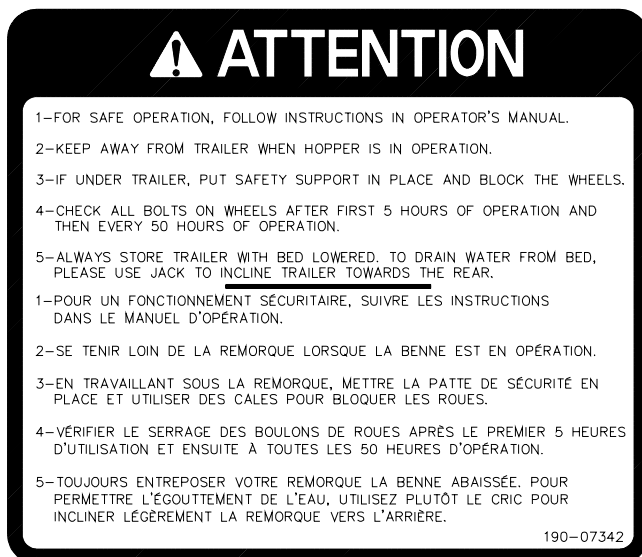 ATTENTION
1-FOR SAFE OPERATION, FOLLOW INSTRUCTIONS IN OPERATOR'S MANUAL.
2-KEEP AWAY FROM TRAILER WHEN HOPPER IS IN OPERATION.
3-IF UNDER TRAILER, PUT SAFETY SUPPORT IN PLACE AND BLOCK THE WHEELS.
4-CHECK ALL BOLTS ON WHEELS AFTER FIRST 5 HOURS OF OPERATION AND
THEN EVERY 50 HOURS OF OPERATION.
5-ALWAYS STORE TRAILER WITH BED LOWERED. TO DRAIN WATER FROM BED,
PLEASE USE JACK TO INCLINE TRAILER TOWARDS THE REAR.
1-POUR UN FONCTIONNEMENT SÉCURITAIRE, SUIVRE LES INSTRUCTIONS
DANS LE MANUEL D'OPÉRATION.
2-SE TENIR LOIN DE LA REMORQUE LORSQUE LA BENNE EST EN OPÉRATION.
3-EN TRAVAILLANT SOUS LA REMORQUE, METTRE LA PATTE DE SÉCURITÉ EN
PLACE ET UTILISER DES CALES POUR BLOQUER LES ROUES.
4-VÉRIFIER LE SERRAGE DES BOULONS DE ROUES APRÈS LE PREMIER 5 HEURES
D'UTILISATION ET ENSUITE À TOUTES LES 50 HEURES D'OPÉRATION.
5-TOUJOURS ENTREPOSER VOTRE REMORQUE LA BENNE ABAISSÉE. POUR
PERMETTRE L'ÉGOUTTEMENT DE L'EAU, UTILISEZ PLUTÔT LE CRIC POUR
INCLINER LÉGÈREMENT LA REMORQUE VERS L'ARRIÈRE.
190-07342